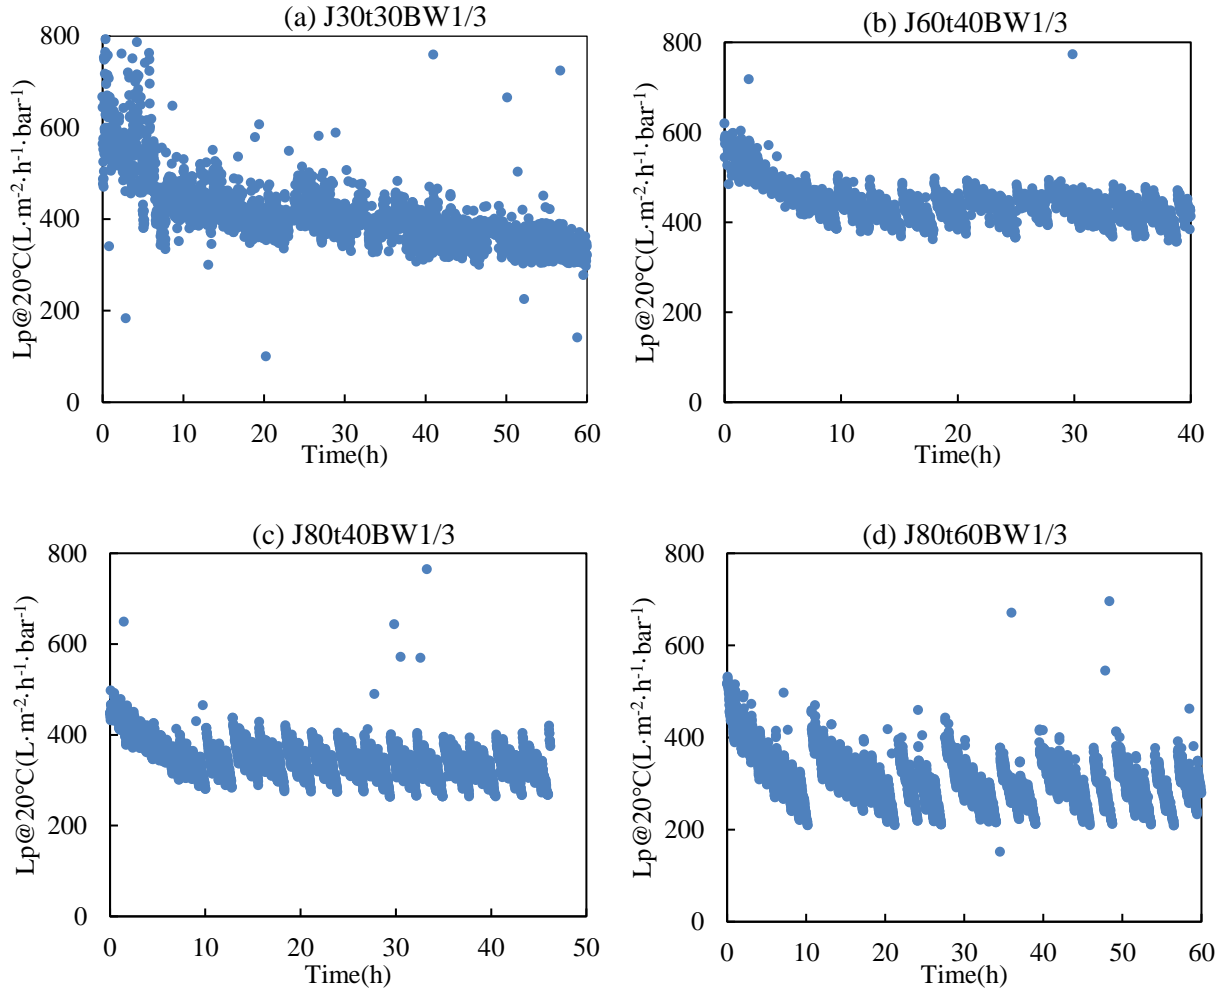 (a) J30t30BW1/3
Lp@20°C(L·m⁻²·h⁻¹·bar⁻¹)
800
600
400
200
0
0 10 20 30 40 50 60
Time(h)
(b) J60t40BW1/3
Lp@20°C(L·m⁻²·h⁻¹·bar⁻¹)
800
600
400
200
0
0 10 20 30 40
Time(h)
(c) J80t40BW1/3
Lp@20°C(L·m⁻²·h⁻¹·bar⁻¹)
800
600
400
200
0
0 10 20 30 40 50
Time(h)
(d) J80t60BW1/3
Lp@20°C(L·m⁻²·h⁻¹·bar⁻¹)
800
600
400
200
0
0 10 20 30 40 50 60
Time(h)